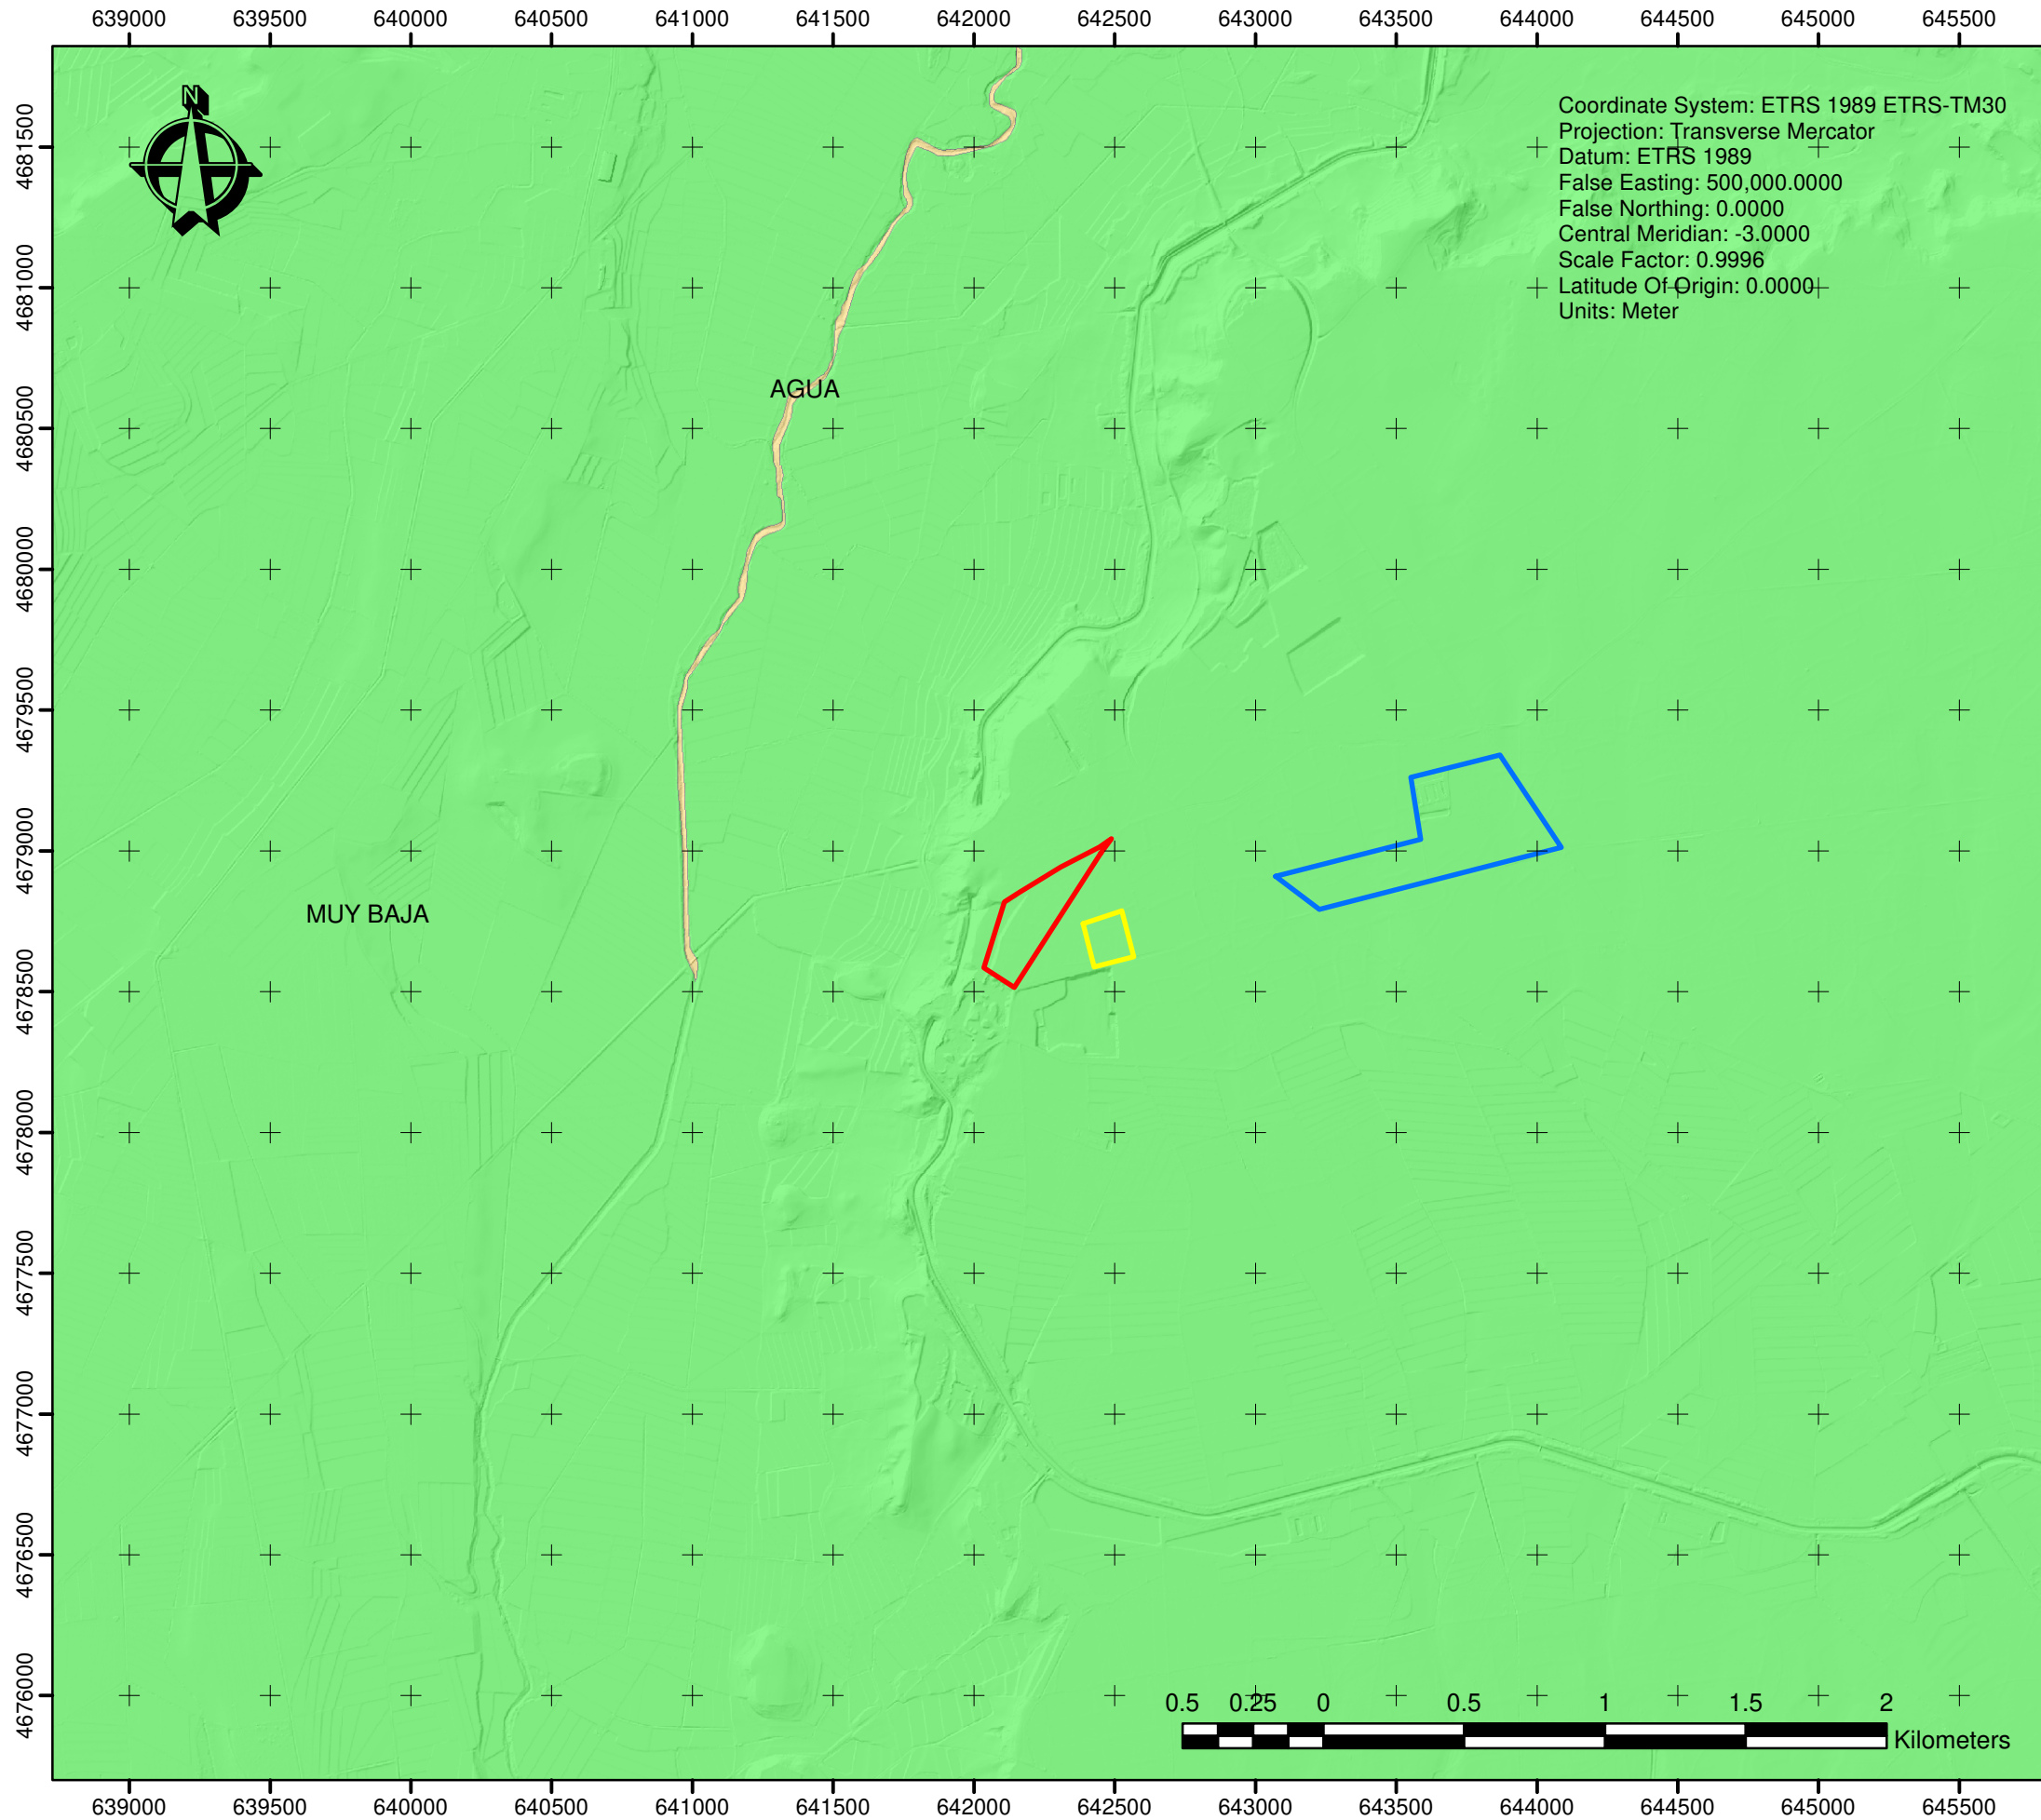 639000 639500 640000 640500 641000 641500 642000 642500 643000 643500 644000 644500 645000 645500
N
Coordinate System: ETRS 1989 ETRS-TM30
Projection: Transverse Mercator
Datum: ETRS 1989
False Easting: 500,000.0000
False Northing: 0.0000
Central Meridian: -3.0000
Scale Factor: 0.9996
Latitude Of Origin: 0.0000
Units: Meter
4681500
4681000
AGUA
4680500
4680000
4679500
4679000
MUY BAJA
4678500
4678000
4677500
4677000
4676500
4676000
0.5 0.25 0 0.5 1 1.5 2
Kilometers
639000 639500 640000 640500 641000 641500 642000 642500 643000 643500 644000 644500 645000 645500